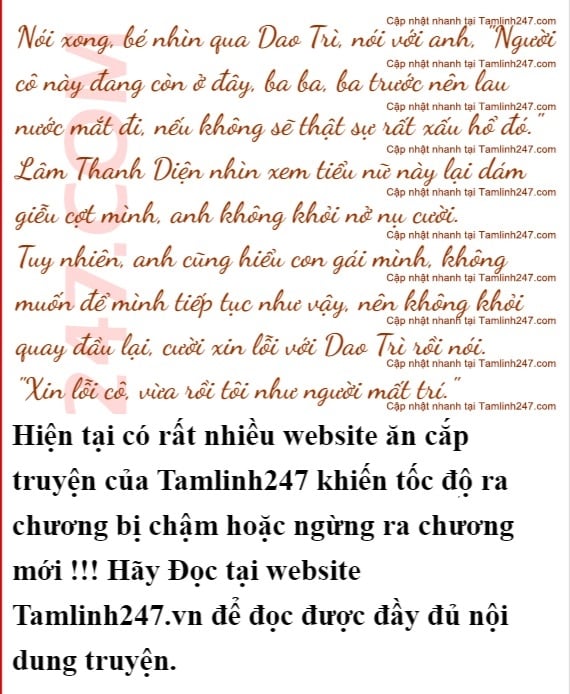 Cập nhật nhanh tại Tamlinh247.com
Nói xong, bé nhìn qua Dao Trì, nói với anh, "Người
Cập nhật nhanh tại Tamlinh247.com
cô này đang còn ở đây, ba ba, ba trước nên lau
Cập nhật nhanh tại Tamlinh247.com
nước mắt đi, nếu không sẽ thật sự rất xấu hổ đó."
Cập nhật nhanh tại Tamlinh247.com
Lâm Thanh Diện nhìn xem tiểu nữ này lại dám
Cập nhật nhanh tại Tamlinh247.com
giễu cợt mình, anh không khỏi nở nụ cười.
Cập nhật nhanh tại Tamlinh247.com
Tuy nhiên, anh cũng hiểu con gái mình, không
Cập nhật nhanh tại Tamlinh247.com
muốn để mình tiếp tục như vậy, nên không khỏi
Cập nhật nhanh tại Tamlinh247.com
quay đầu lại, cười xin lỗi với Dao Trì rồi nói.
Cập nhật nhanh tại Tamlinh247.com
"Xin lỗi cô, vừa rồi tôi như người mất trí."
Cập nhật nhanh tại Tamlinh247.com
247.COM
Hiện tại có rất nhiều website ăn cắp
truyện của Tamlinh247 khiến tốc độ ra
chương bị chậm hoặc ngừng ra chương
mới !!! Hãy Đọc tại website
Tamlinh247.vn để đọc được đầy đủ nội
dung truyện.